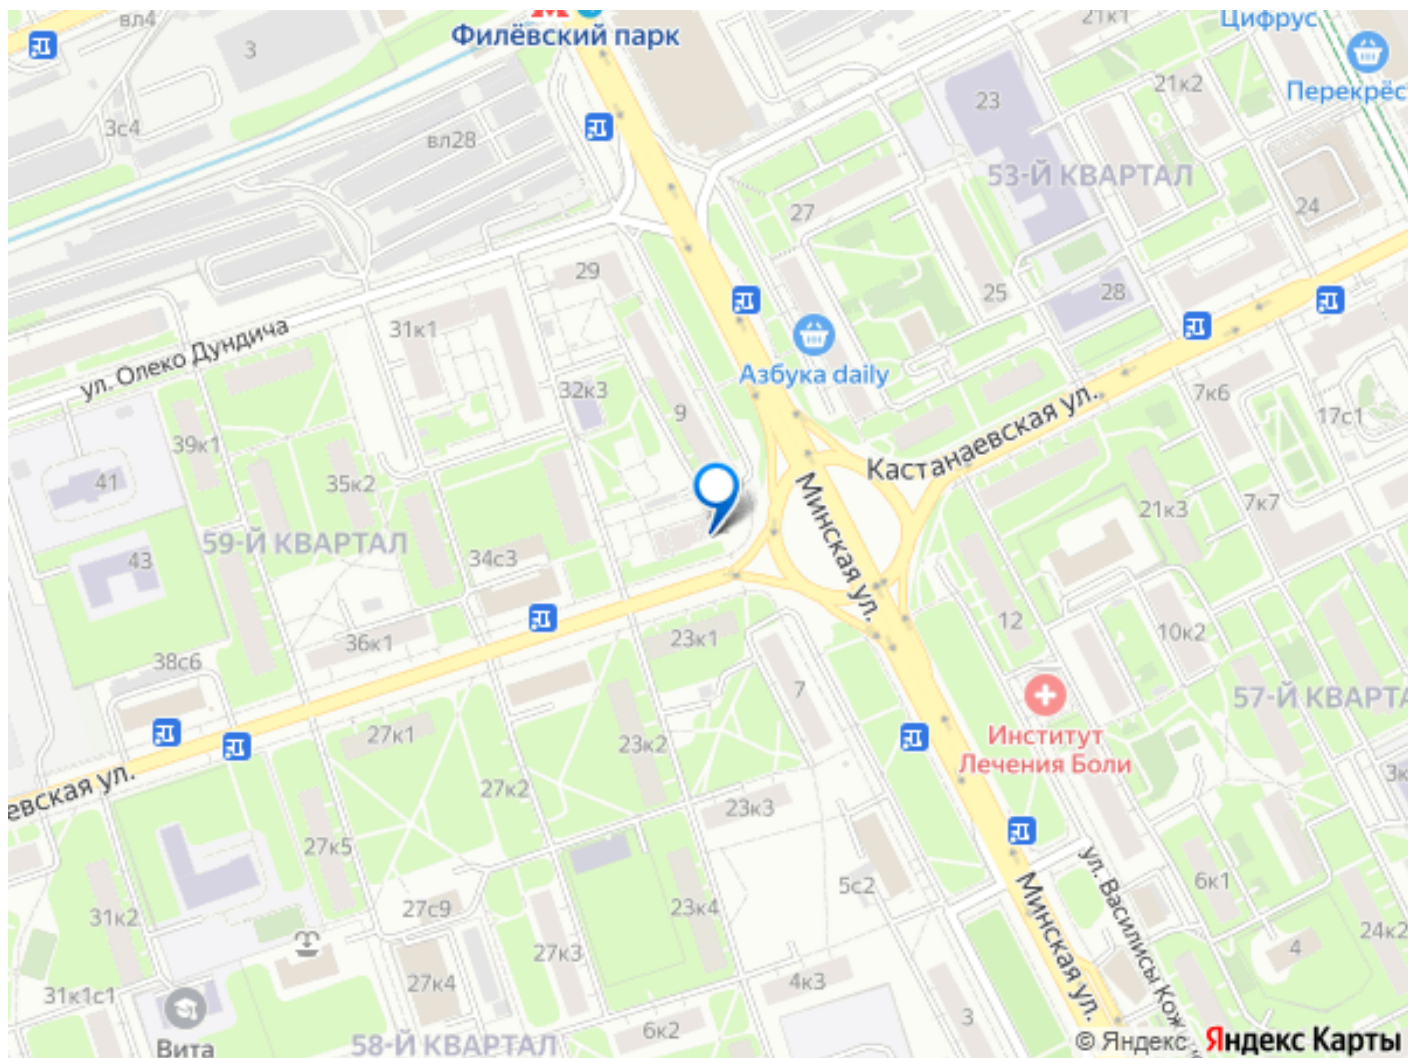 вл4
3
Филёвский парк
21к1
Цифрус
Перекрёс
21к2
23
3с4
вл28
53-Й КВАРТАЛ
27
24
29
25
28
31к1
ул. Олеко Дундича
Азбука daily
32к3
7к6
17с1
9
39к1
Кастанаевская ул.
41
35к2
Минская ул.
21к3
7к7
59-Й КВАРТАЛ
43
34с3
12
10к2
36к1
23к1
38с6
7
57-Й КВАРТА
27к1
23к2
Институт
Лечения Боли
евская ул.
27к2
23к3
3к
27к5
ул. Василисы Кож
5с2
6к1
31к2
27с9
23к4
Минская ул.
24к2
27к3
4
27к4
4к3
31к1с1
3
6к2
Вита
58-Й КВАРТАЛ
© Яндекс
Яндекс Карты